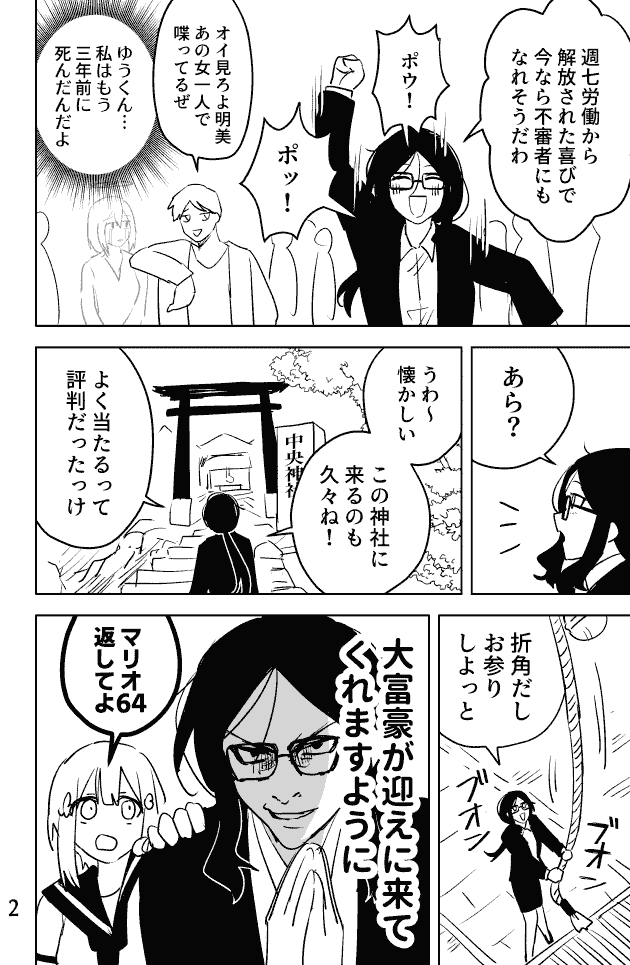 週七労働から
解放された喜びで
今なら不審者にも
なれそうだわ
ポウ!
ポッ!
オイ見ろよ明美
あの女一人で
喋ってるぜ
ゆうくん…
私はもう
三年前に
死んだんだよ
あら?
うわ～
懐かしい
この神社に
来るのも
久々ね!
中央神社
よく当たるって
評判だったっけ
折角だし
お参り
しよっと
ブオン
ブオン
大富豪が迎えに来て
くれますように
マリオ64
返してよ
2